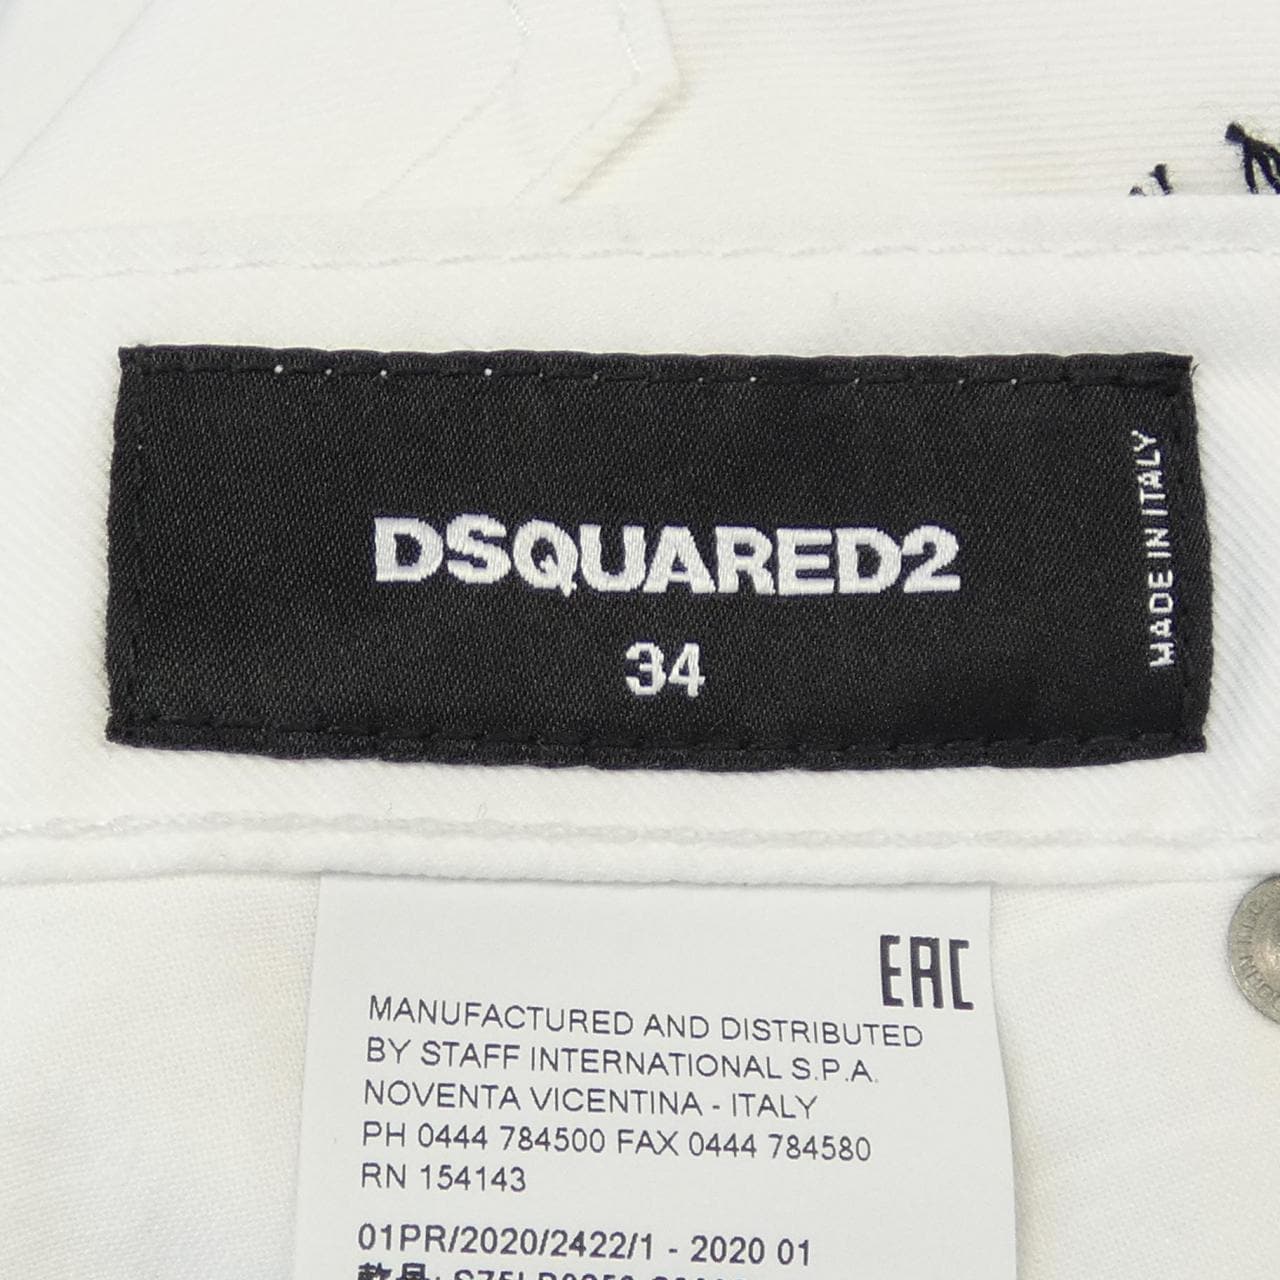 DSQUARED2
34
MADE IN ITALY
EAC
MANUFACTURED AND DISTRIBUTED
BY STAFF INTERNATIONAL S.P.A.
NOVENTA VICENTINA - ITALY
PH 0444 784500 FAX 0444 784580
RN 154143
01PR/2020/2422/1 - 2020 01